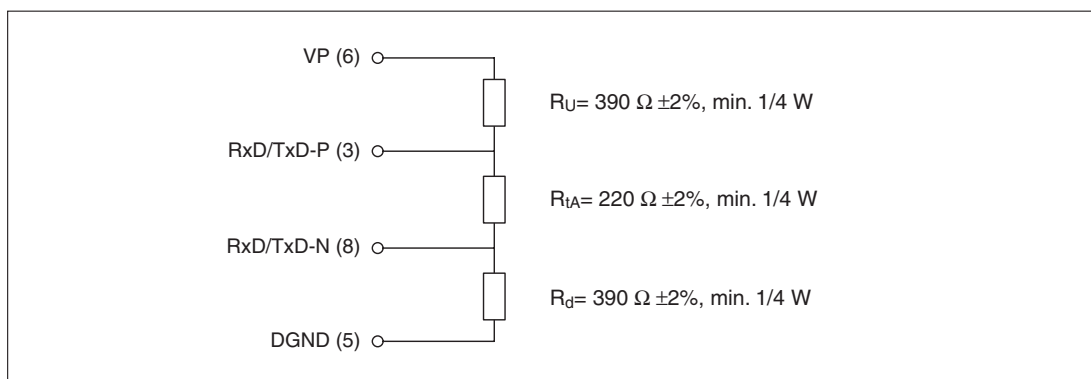 VP (6)
RU= 390 Ω ±2%, min. 1/4 W
RxD/TxD-P (3)
RtA= 220 Ω ±2%, min. 1/4 W
RxD/TxD-N (8)
Rd= 390 Ω ±2%, min. 1/4 W
DGND (5)